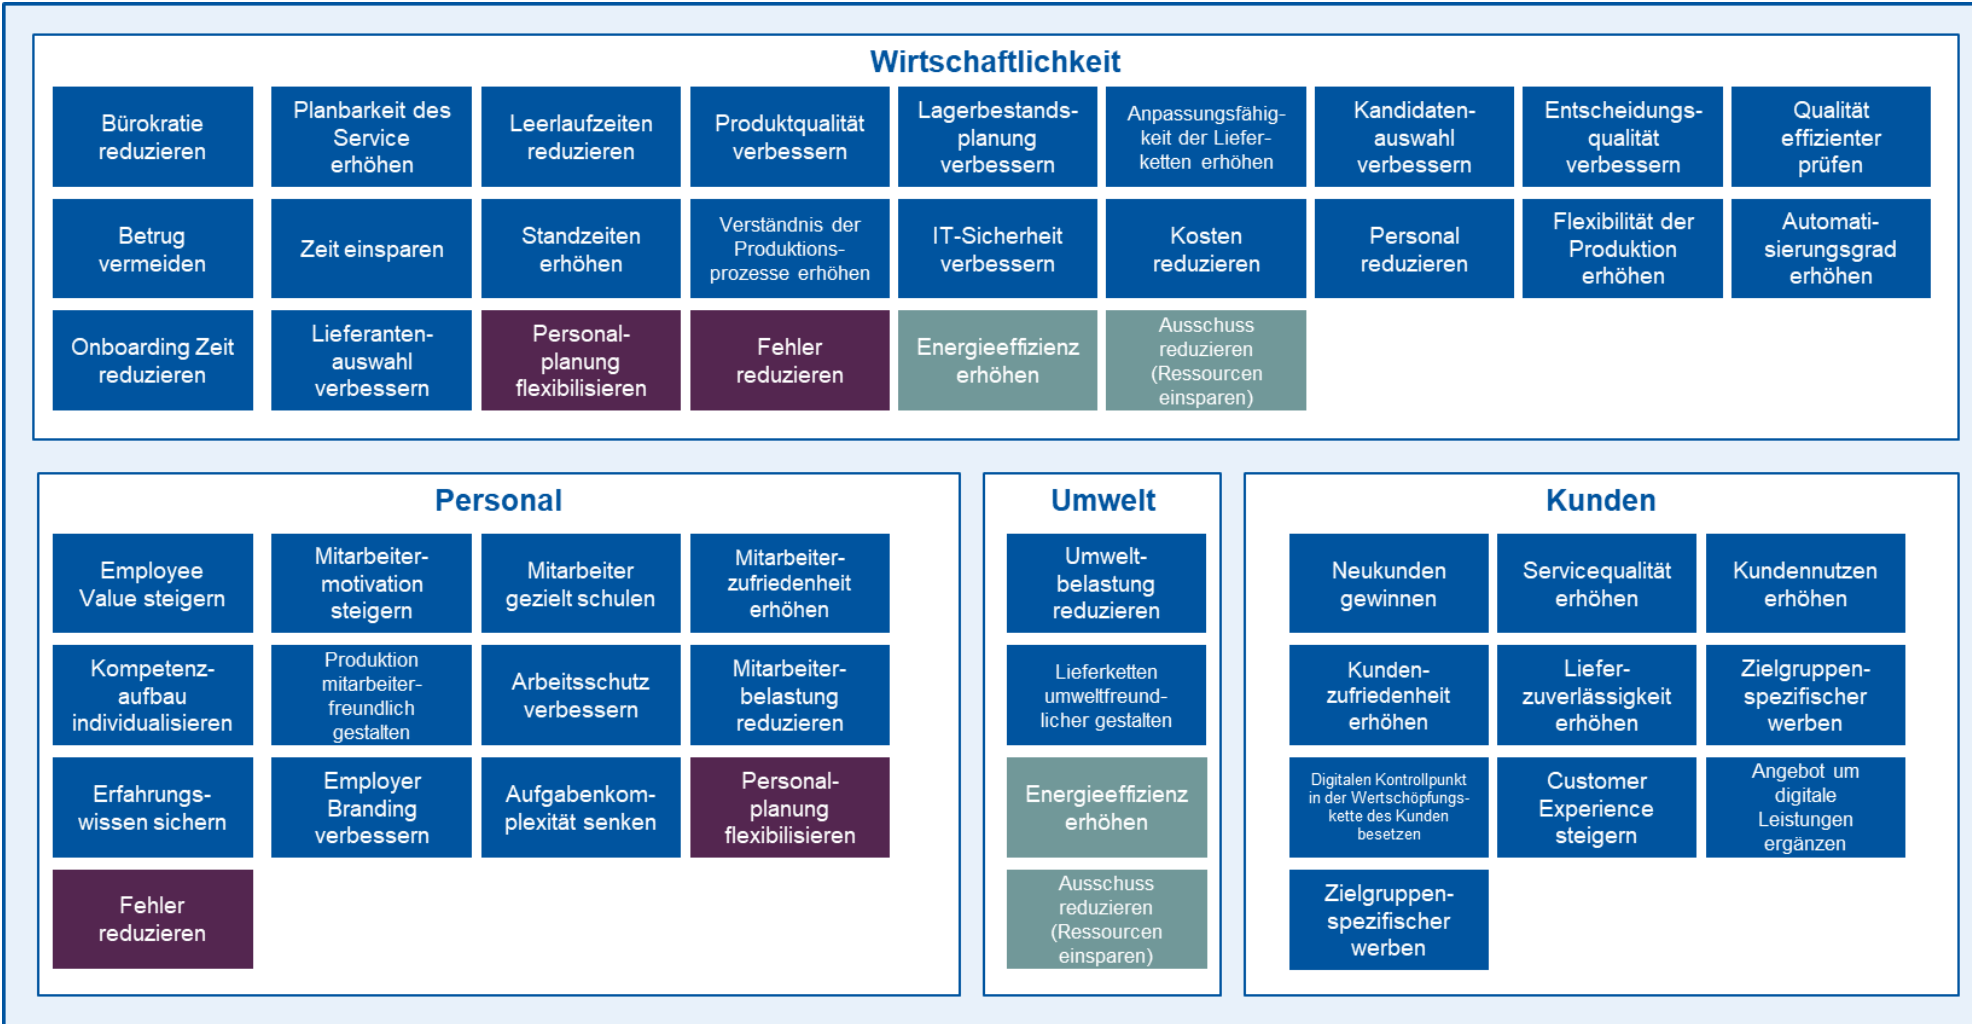 Wirtschaftlichkeit
Bürokratie
reduzieren
Planbarkeit des
Service
erhöhen
Leerlaufzeiten
reduzieren
Produktqualität
verbessern
Lagerbestands-
planung
verbessern
Anpassungsfähig-
keit der Liefer-
ketten erhöhen
Kandidaten-
auswahl
verbessern
Entscheidungs-
qualität
verbessern
Qualität
effizienter
prüfen
Betrug
vermeiden
Zeit einsparen
Standzeiten
erhöhen
Verständnis der
Produktions-
prozesse erhöhen
IT-Sicherheit
verbessern
Kosten
reduzieren
Personal
reduzieren
Flexibilität der
Produktion
erhöhen
Automati-
sierungsgrad
erhöhen
Onboarding Zeit
reduzieren
Lieferanten-
auswahl
verbessern
Personal-
planung
flexibilisieren
Fehler
reduzieren
Energieeffizienz
erhöhen
Ausschuss
reduzieren
(Ressourcen
einsparen)
Personal
Employee
Value steigern
Mitarbeiter-
motivation
steigern
Mitarbeiter
gezielt schulen
Mitarbeiter-
zufriedenheit
erhöhen
Kompetenz-
aufbau
individualisieren
Produktion
mitarbeiter-
freundlich
gestalten
Arbeitsschutz
verbessern
Mitarbeiter-
belastung
reduzieren
Erfahrungs-
wissen sichern
Employer
Branding
verbessern
Aufgabenkom-
plexität senken
Personal-
planung
flexibilisieren
Fehler
reduzieren
Umwelt
Umwelt-
belastung
reduzieren
Lieferketten
umweltfreund-
licher gestalten
Energieeffizienz
erhöhen
Ausschuss
reduzieren
(Ressourcen
einsparen)
Kunden
Neukunden
gewinnen
Servicequalität
erhöhen
Kundennutzen
erhöhen
Kunden-
zufriedenheit
erhöhen
Liefer-
zuverlässigkeit
erhöhen
Zielgruppen-
spezifischer
werben
Digitalen Kontrollpunkt
in der Wertschöpfungs-
kette des Kunden
besetzen
Customer
Experience
steigern
Angebot um
digitale
Leistungen
ergänzen
Zielgruppen-
spezifischer
werben